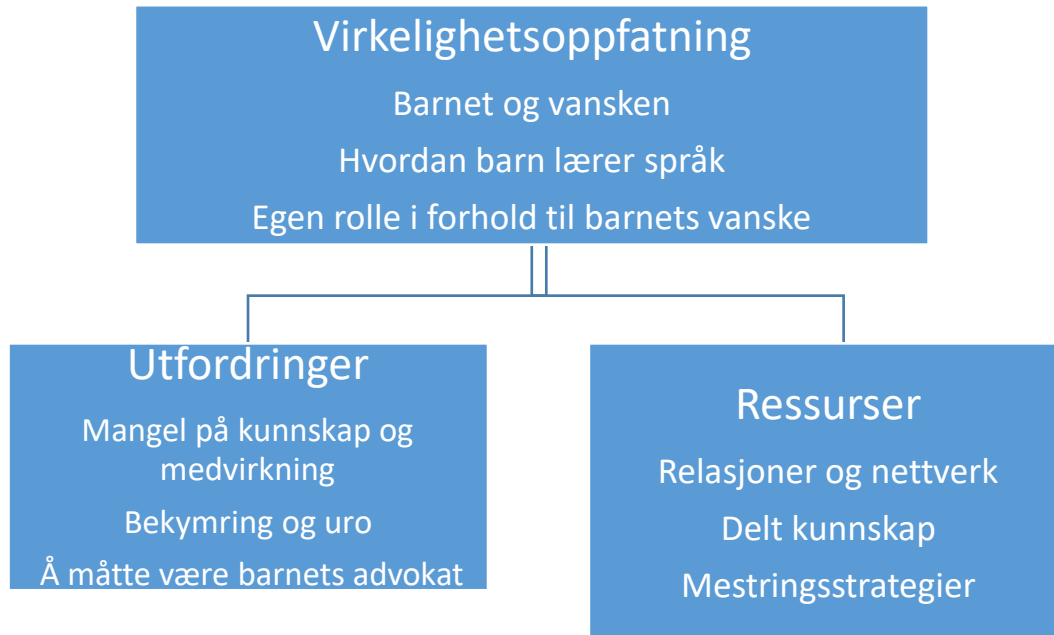 Virkelighetsoppfatning
Barnet og vansken
Hvordan barn lærer språk
Egen rolle i forhold til barnets vanske
Utfordringer
Mangel på kunnskap og
medvirkning
Bekymring og uro
Å måtte være barnets advokat
Ressurser
Relasjoner og nettverk
Delt kunnskap
Mestringsstrategier